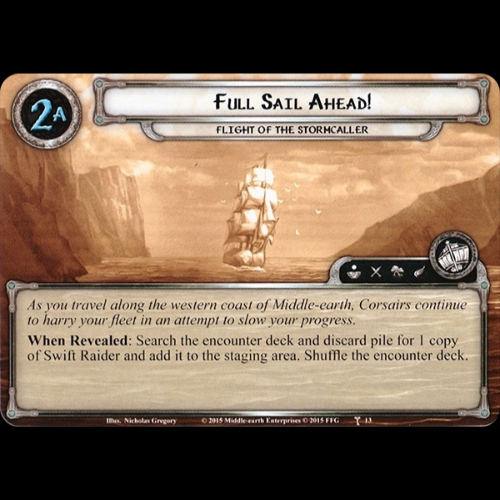 2A
FULL SAIL AHEAD!
FLIGHT OF THE STORMCALLER
As you travel along the western coast of Middle-earth, Corsairs continue
to harry your fleet in an attempt to slow your progress.
When Revealed: Search the encounter deck and discard pile for 1 copy
of Swift Raider and add it to the staging area. Shuffle the encounter deck.
Illus. Nicholas Gregory © 2015 Middle-earth Enterprises © 2015 FFG 13